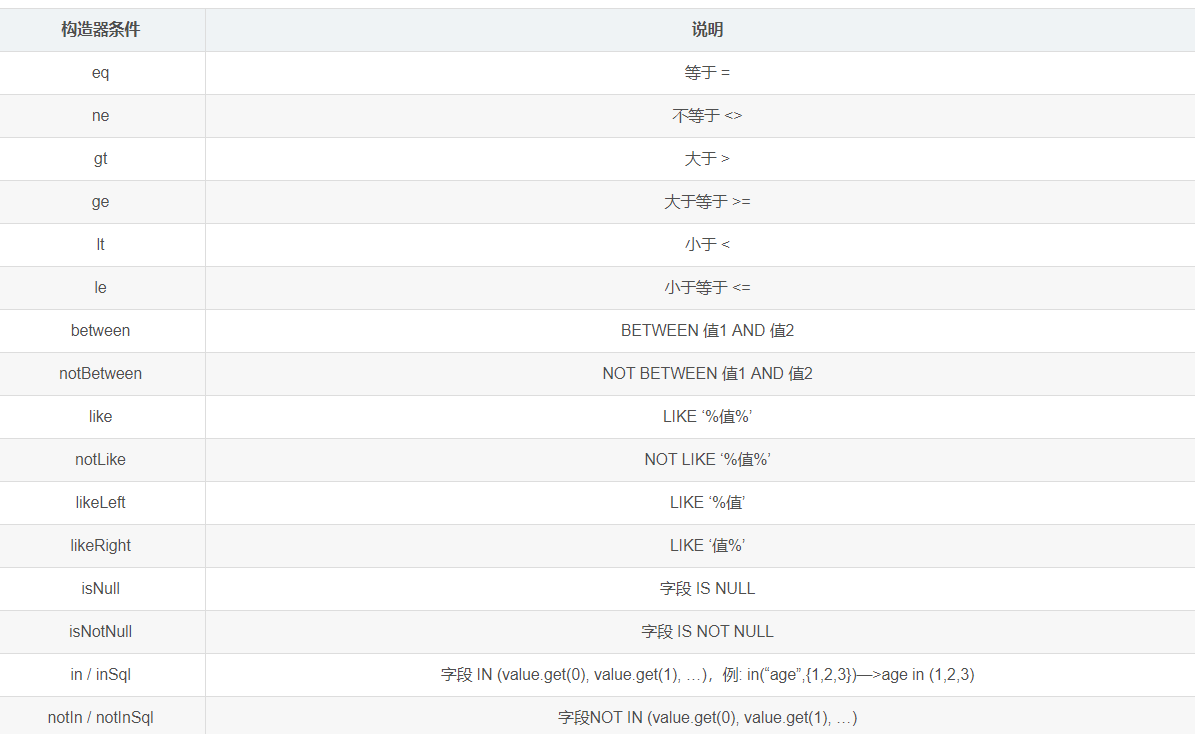 构造器条件 说明
eq 等于 =
ne 不等于 <>
gt 大于 >
ge 大于等于 >=
lt 小于 <
le 小于等于 <=
between BETWEEN 值1 AND 值2
notBetween NOT BETWEEN 值1 AND 值2
like LIKE ‘%值%’
notLike NOT LIKE ‘%值%’
likeLeft LIKE ‘%值’
likeRight LIKE ‘值%’
isNull 字段 IS NULL
isNotNull 字段 IS NOT NULL
in / inSql 字段 IN (value.get(0), value.get(1), …)，例: in(“age”,{1,2,3})—>age in (1,2,3)
notIn / notInSql 字段NOT IN (value.get(0), value.get(1), …)